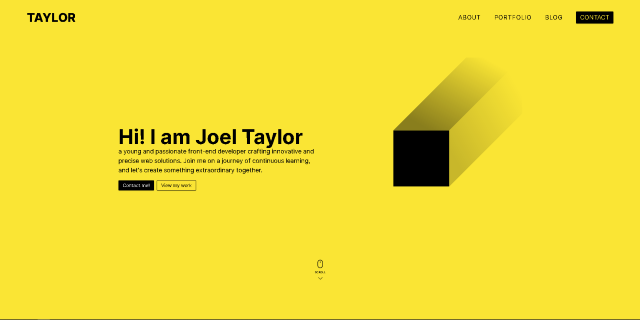 TAYLOR
ABOUT PORTFOLIO BLOG CONTACT
Hi! I am Joel Taylor
a young and passionate front-end developer crafting innovative and
precise web solutions. Join me on a journey of continuous learning,
and let's create something extraordinary together.
Contact me! View my work
SCROLL